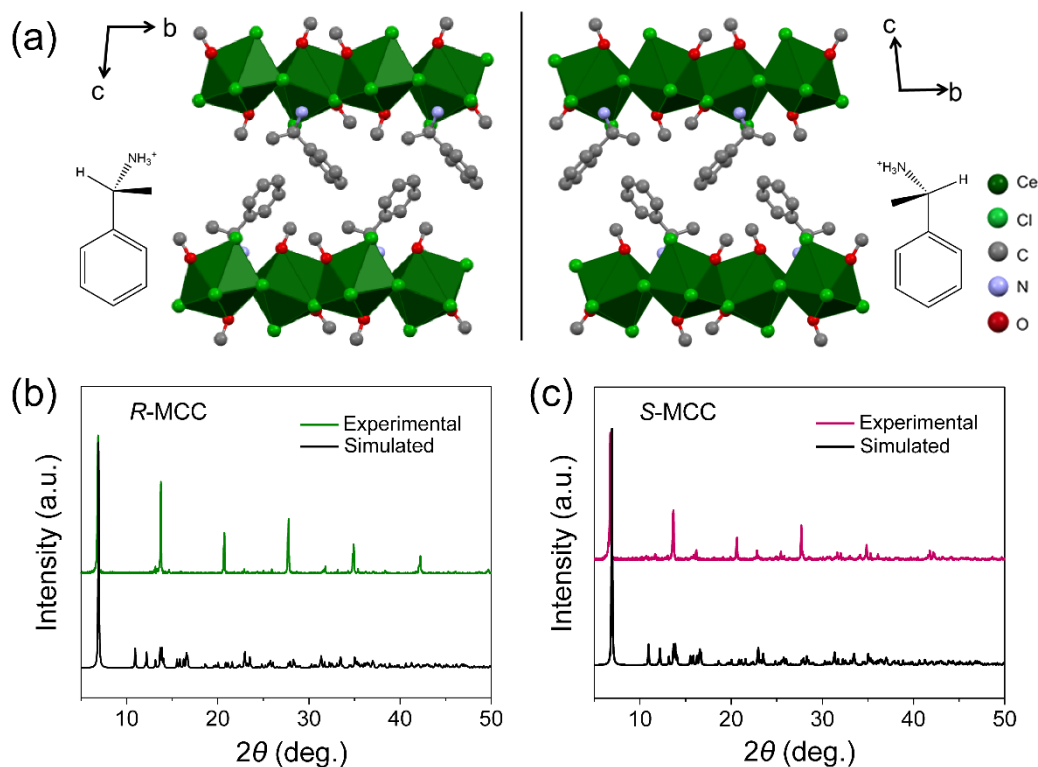 (a)
b
c
H
NH₃⁺
c
b
⁺H₃N
H
Ce
Cl
C
N
O
(b)
R-MCC
Experimental
Simulated
Intensity (a.u.)
10 20 30 40 50
2θ (deg.)
(c)
S-MCC
Experimental
Simulated
Intensity (a.u.)
10 20 30 40 50
2θ (deg.)